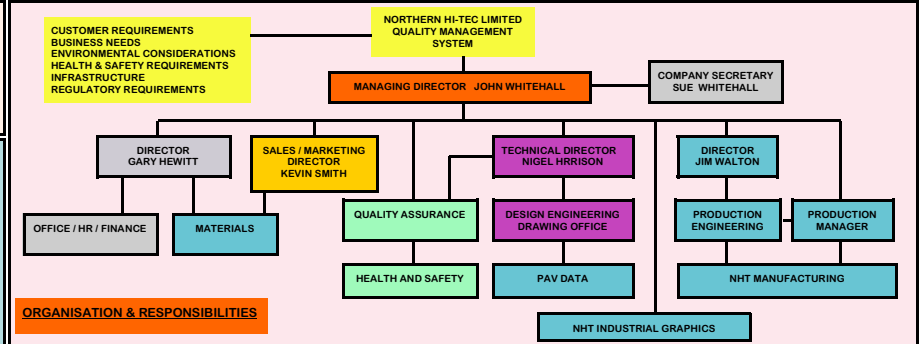 CUSTOMER REQUIREMENTS
BUSINESS NEEDS
ENVIRONMENTAL CONSIDERATIONS
HEALTH & SAFETY REQUIREMENTS
INFRASTRUCTURE
REGULATORY REQUIREMENTS
NORTHERN HI-TEC LIMITED
QUALITY MANAGEMENT
SYSTEM
MANAGING DIRECTOR JOHN WHITEHALL
COMPANY SECRETARY
SUE WHITEHALL
DIRECTOR
GARY HEWITT
SALES / MARKETING
DIRECTOR
KEVIN SMITH
TECHNICAL DIRECTOR
NIGEL HRRISON
DIRECTOR
JIM WALTON
OFFICE / HR / FINANCE
MATERIALS
QUALITY ASSURANCE
DESIGN ENGINEERING
DRAWING OFFICE
PRODUCTION
ENGINEERING
PRODUCTION
MANAGER
HEALTH AND SAFETY
PAV DATA
NHT MANUFACTURING
ORGANISATION & RESPONSIBILITIES
NHT INDUSTRIAL GRAPHICS